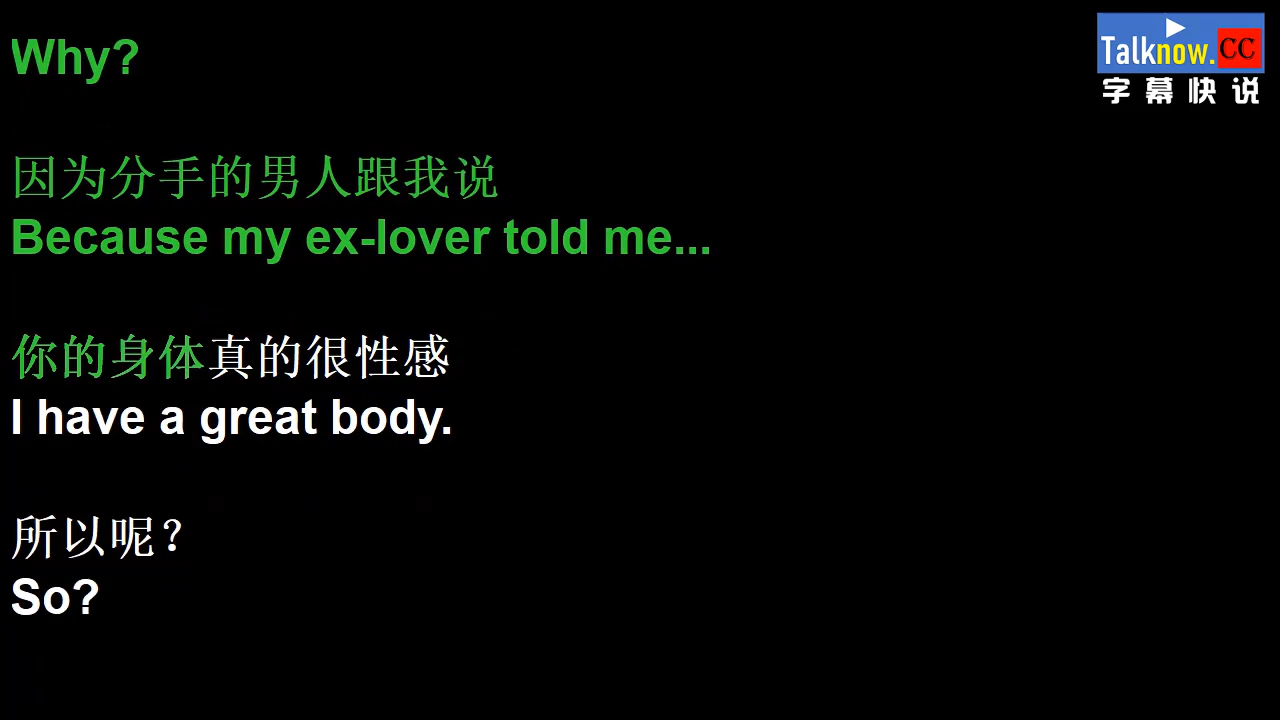 Why?
Talknow.CC
字幕快说
因为分手的男人跟我说
Because my ex-lover told me...
你的身体真的很性感
I have a great body.
所以呢？
So?